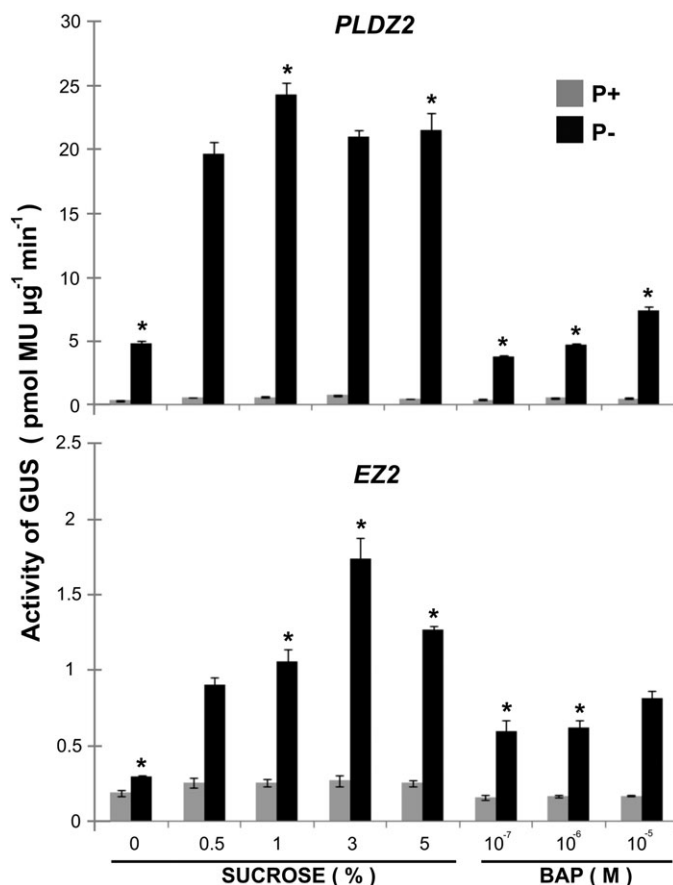 PLDZ2
30
25
20
15
10
5
0
* * * * * *
P+
P-
Activity of GUS ( pmol MU µg⁻¹ min⁻¹)
EZ2
2.5
2
1.5
1
0.5
0
* * * * * *
0 0.5 1 3 5 10⁻⁷ 10⁻⁶ 10⁻⁵
SUCROSE ( % ) BAP ( M )